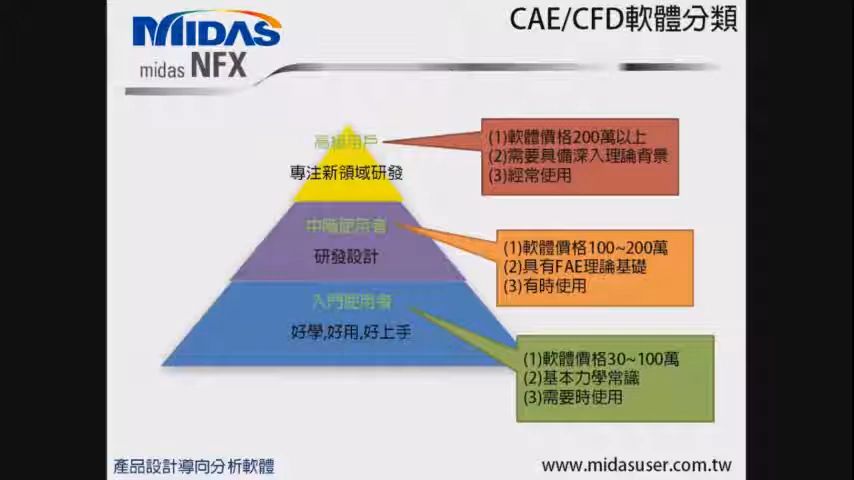 CAE/CFD軟體分類
MIDAS
midas NFX
高級用戶
專注新領域研發
(1)軟體價格200萬以上
(2)需要具備深入理論背景
(3)經常使用
中階使用者
研發設計
(1)軟體價格100~200萬
(2)具有FAE理論基礎
(3)有時使用
入門使用者
好學,好用,好上手
(1)軟體價格30~100萬
(2)基本力學常識
(3)需要時使用
產品設計導向分析軟體
www.midasuser.com.tw